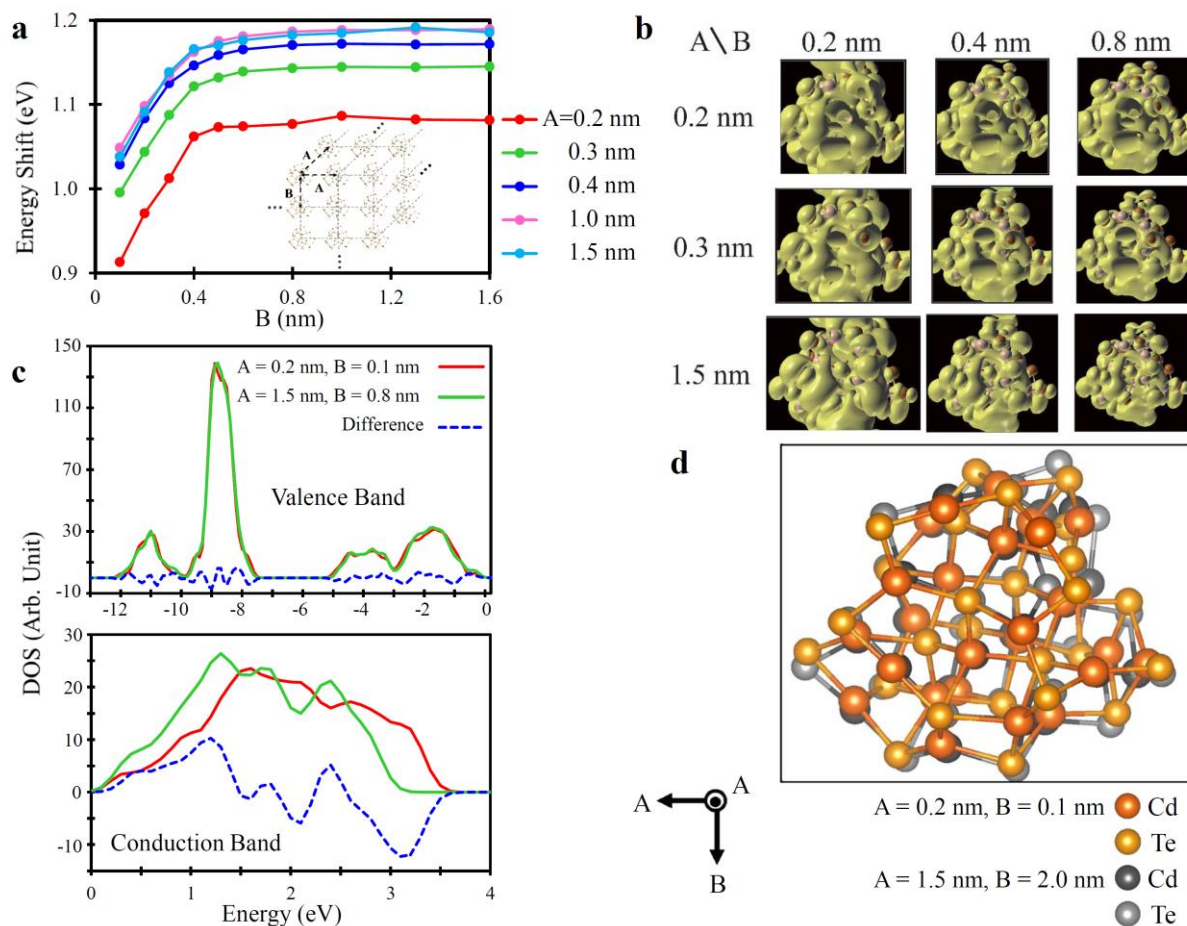 a
1.2
1.1
1.0
0.9
Energy Shift (eV)
0
0.4
0.8
1.2
1.6
B (nm)
A
A
B
...
...
...
A=0.2 nm
0.3 nm
0.4 nm
1.0 nm
1.5 nm
b
A\B
0.2 nm
0.4 nm
0.8 nm
0.2 nm
0.3 nm
1.5 nm
c
150
110
70
30
-10
A = 0.2 nm, B = 0.1 nm
A = 1.5 nm, B = 0.8 nm
Difference
Valence Band
-12
-10
-8
-6
-4
-2
0
DOS (Arb. Unit)
30
20
10
0
-10
Conduction Band
0
1
2
3
4
Energy (eV)
d
A
A
B
A = 0.2 nm, B = 0.1 nm
Cd
Te
A = 1.5 nm, B = 2.0 nm
Cd
Te